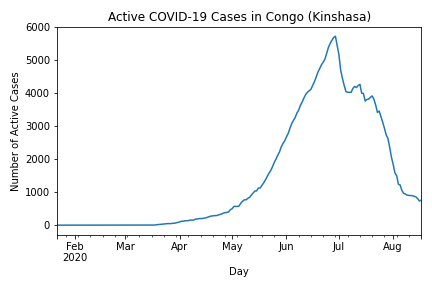 Active COVID-19 Cases in Congo (Kinshasa)
6000
5000
4000
3000
2000
1000
0
Number of Active Cases
Feb Mar Apr May Jun Jul Aug
2020
Day